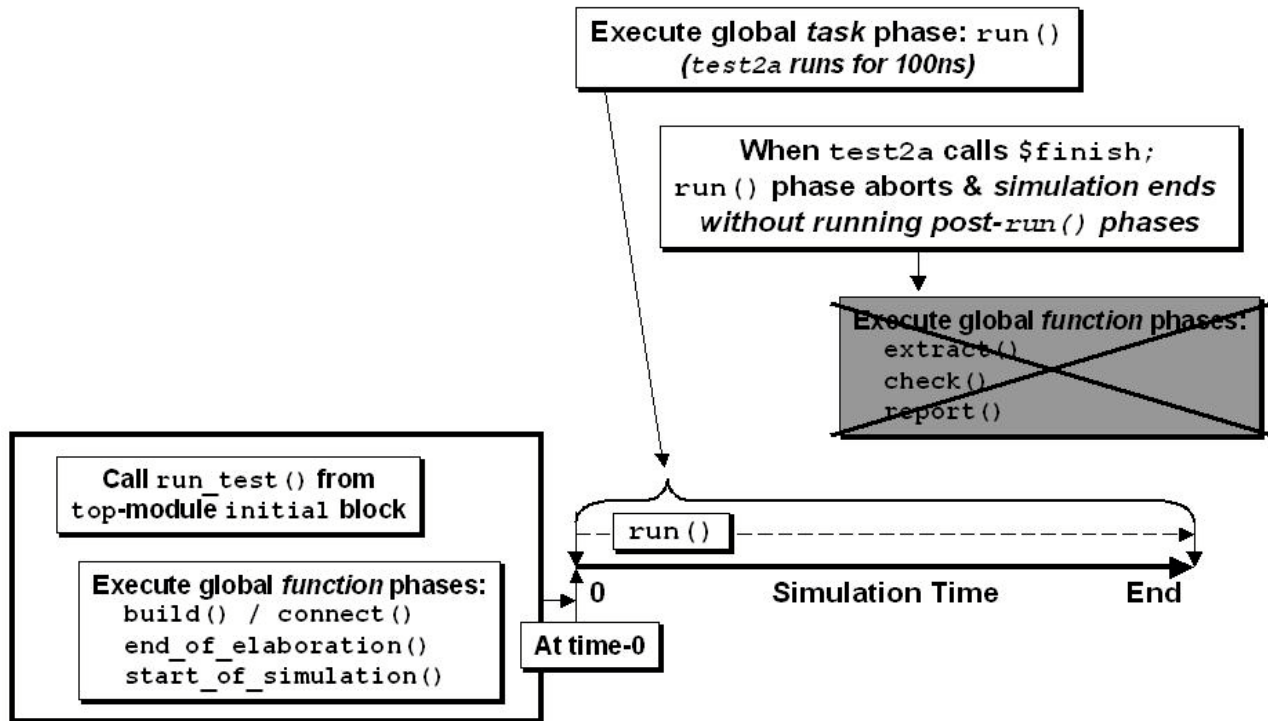 Execute global task phase: run()
(test2a runs for 100ns)
When test2a calls $finish;
run() phase aborts & simulation ends
without running post-run() phases
Execute global function phases:
extract()
check()
report()
Call run_test() from
top-module initial block
Execute global function phases:
build() / connect()
end_of_elaboration()
start_of_simulation()
At time-0
run()
0
Simulation Time
End